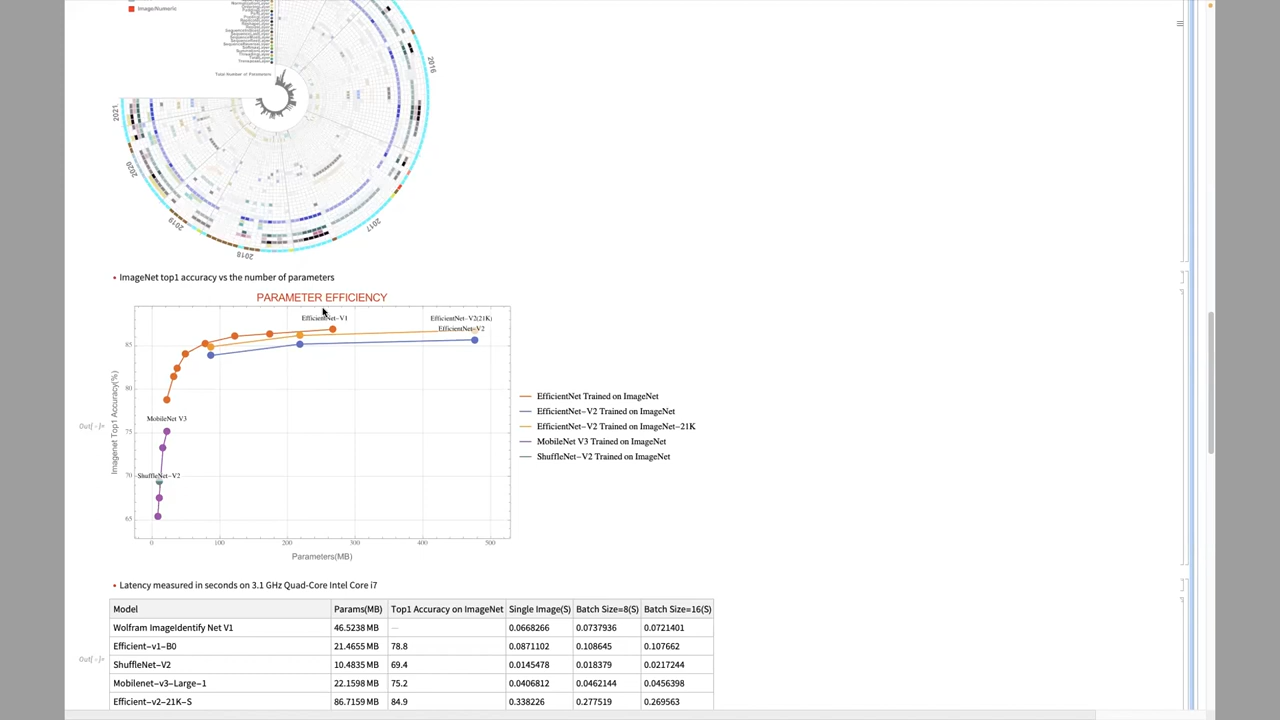 Image/Numeric
Total Number of Parameters
2016
2017
2018
2019
2020
2021
• ImageNet top1 accuracy vs the number of parameters
PARAMETER EFFICIENCY
EfficientNet-V1
EfficientNet-V2(21K)
EfficientNet-V2
MobileNet V3
ShuffleNet-V2
85
80
75
70
65
0 100 200 300 400 500
Imagenet Top1 Accuracy(%)
Parameters(MB)
EfficientNet Trained on ImageNet
EfficientNet-V2 Trained on ImageNet
EfficientNet-V2 Trained on ImageNet-21K
MobileNet V3 Trained on ImageNet
ShuffleNet-V2 Trained on ImageNet
Out[-]=
• Latency measured in seconds on 3.1 GHz Quad-Core Intel Core i7
Model Params(MB) Top1 Accuracy on ImageNet Single Image(S) Batch Size=8(S) Batch Size=16(S)
Wolfram ImageIdentify Net V1 46.5238 MB — 0.0668266 0.0737936 0.0721401
Efficient-v1-B0 21.4655 MB 78.8 0.0871102 0.108645 0.107662
ShuffleNet-V2 10.4835 MB 69.4 0.0145478 0.018379 0.0217244
Mobilenet-v3-Large-1 22.1598 MB 75.2 0.0406812 0.0462144 0.0456398
Efficient-v2-21K-S 86.7159 MB 84.9 0.338226 0.277519 0.269563
Out[-]=